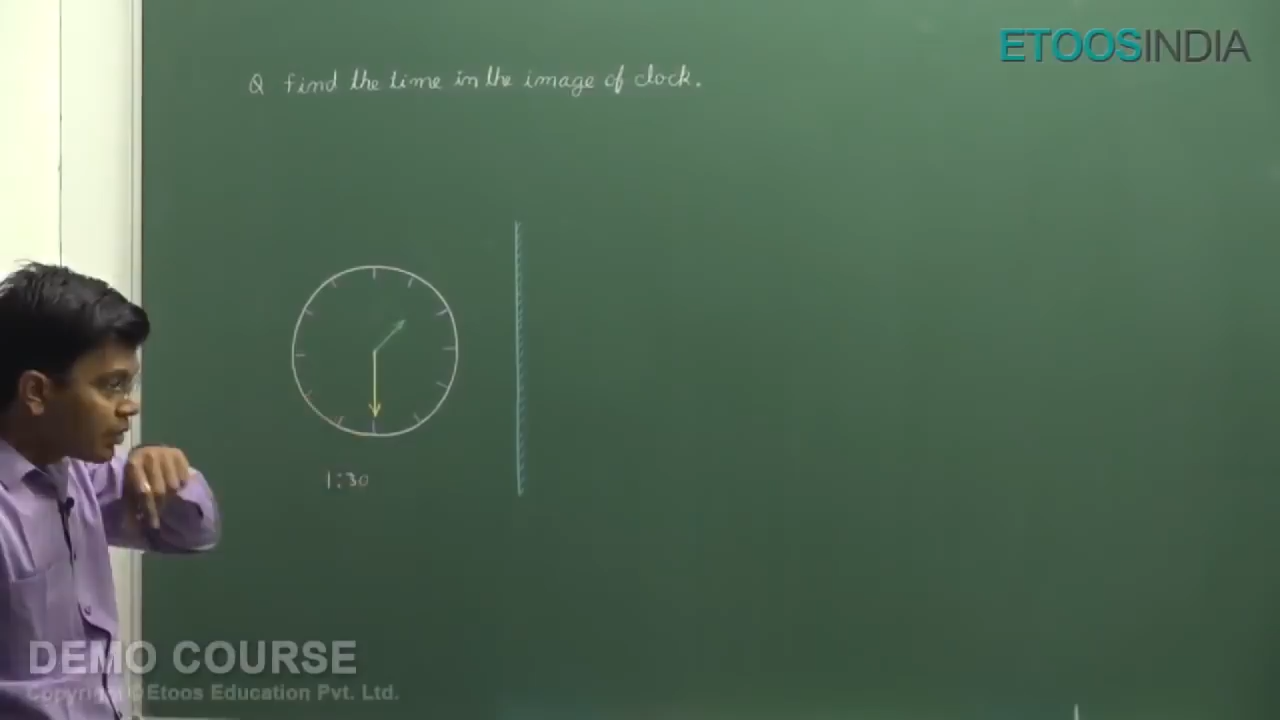 ETOOSINDIA
Q find the time in the image of clock.
1:30
DEMO COURSE
Copyright © Etoos Education Pvt. Ltd.